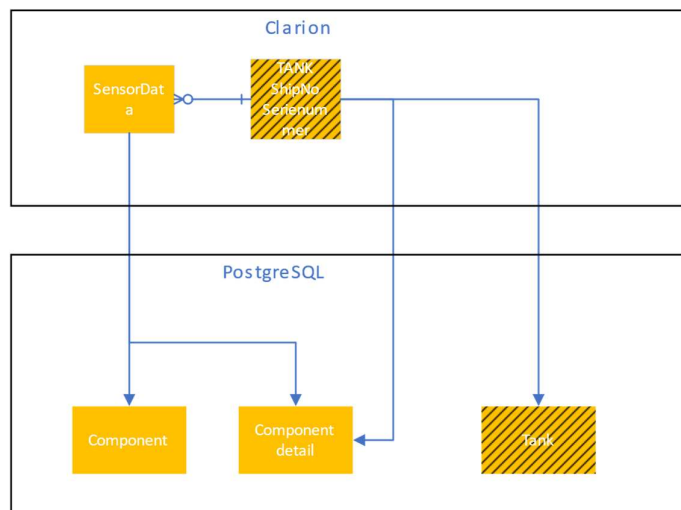 Clarion
SensorDat
a
TANK
ShipNo
Serienum
mer
PostgreSQL
Component
Component
detail
Tank